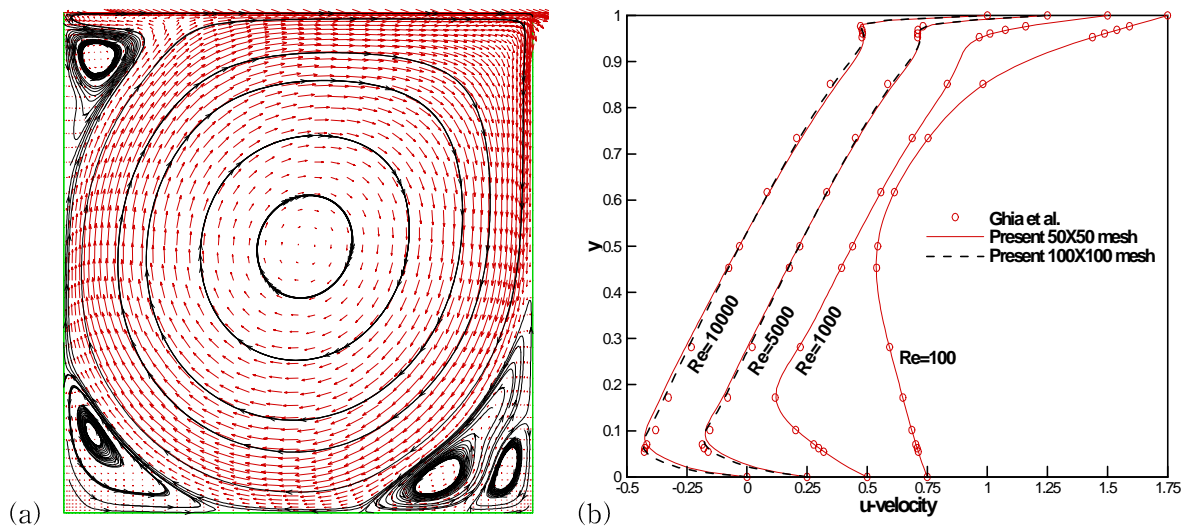 (a)
(b)
1
0.9
0.8
0.7
0.6
0.5
0.4
0.3
0.2
0.1
0
y
Ghia et al.
Present 50X50 mesh
Present 100X100 mesh
Re=10000
Re=5000
Re=1000
Re=100
-0.5 -0.25 0 0.25 0.5 0.75 1 1.25 1.5 1.75
u-velocity